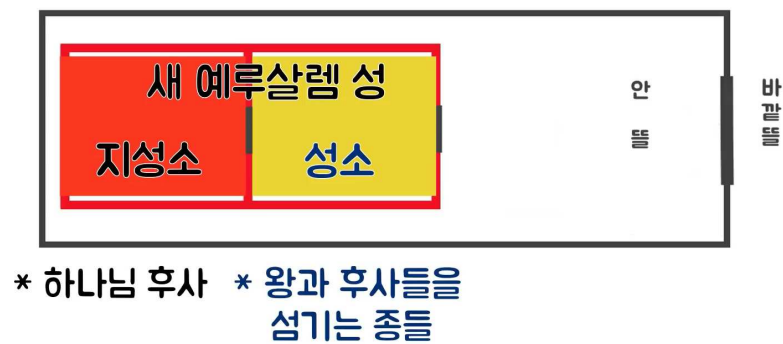 새 예루살렘 성
지성소
성소
안뜰
바깥뜰
* 하나님 후사
* 왕과 후사들을
섬기는 종들